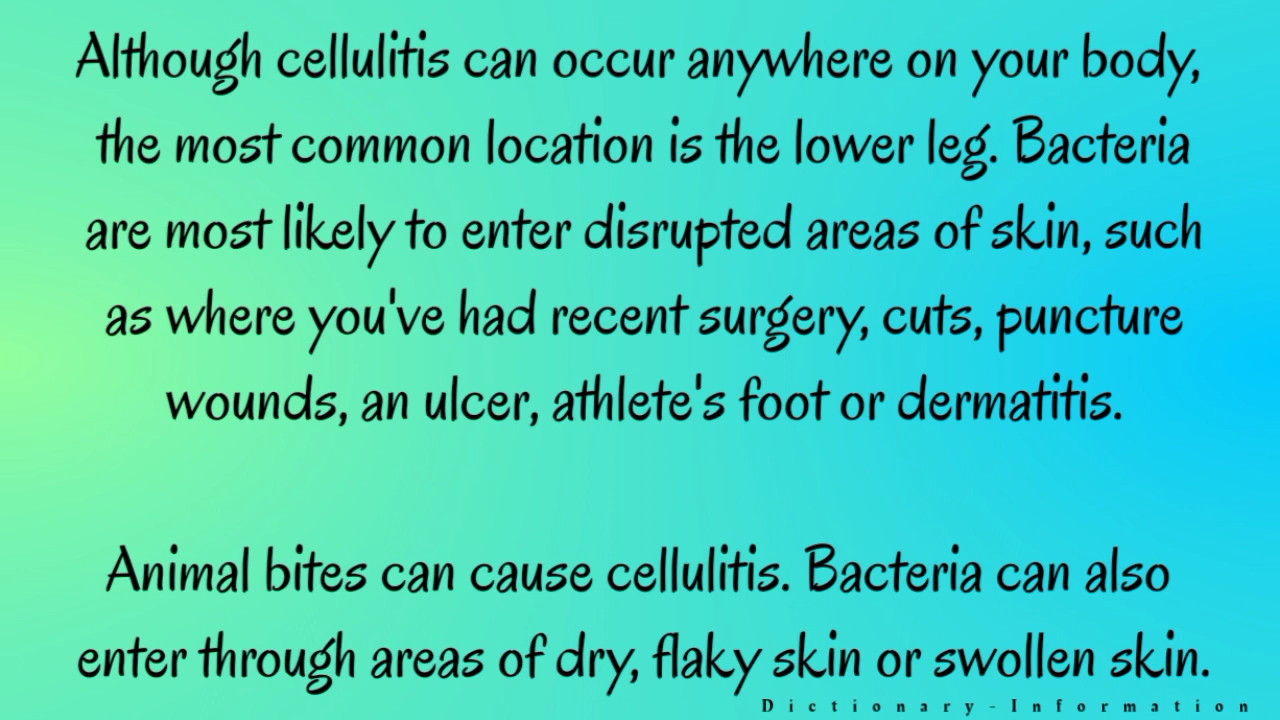 Although cellulitis can occur anywhere on your body,
the most common location is the lower leg. Bacteria
are most likely to enter disrupted areas of skin, such
as where you've had recent surgery, cuts, puncture
wounds, an ulcer, athlete's foot or dermatitis.
Animal bites can cause cellulitis. Bacteria can also
enter through areas of dry, flaky skin or swollen skin.
Dictionary-Information